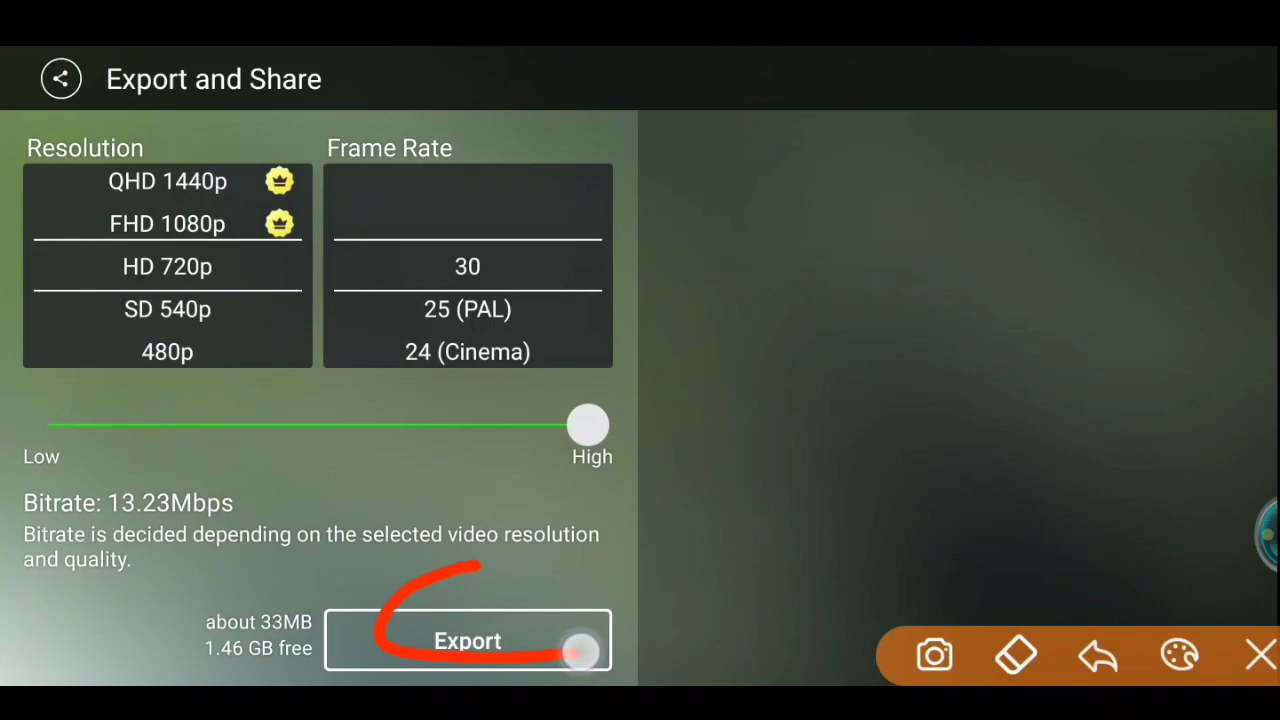 Export and Share
Resolution
Frame Rate
QHD 1440p
FHD 1080p
HD 720p
30
SD 540p
25 (PAL)
480p
24 (Cinema)
Low
High
Bitrate: 13.23Mbps
Bitrate is decided depending on the selected video resolution
and quality.
about 33MB
1.46 GB free
Export